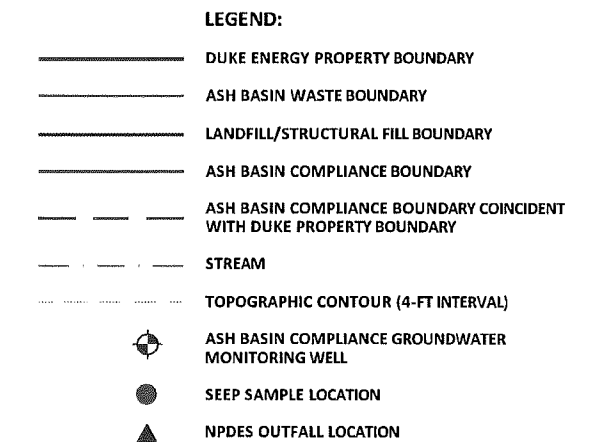 LEGEND:
DUKE ENERGY PROPERTY BOUNDARY
ASH BASIN WASTE BOUNDARY
LANDFILL/STRUCTURAL FILL BOUNDARY
ASH BASIN COMPLIANCE BOUNDARY
ASH BASIN COMPLIANCE BOUNDARY COINCIDENT
WITH DUKE PROPERTY BOUNDARY
STREAM
TOPOGRAPHIC CONTOUR (4-FT INTERVAL)
ASH BASIN COMPLIANCE GROUNDWATER
MONITORING WELL
SEEP SAMPLE LOCATION
NPDES OUTFALL LOCATION